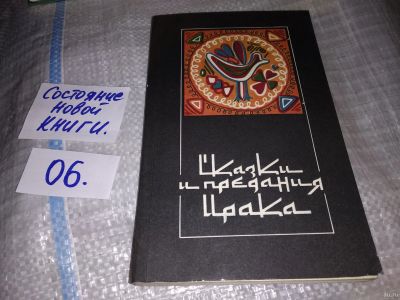 Состояние
новой
книги.
06.
Сказки
и предания
Ирака